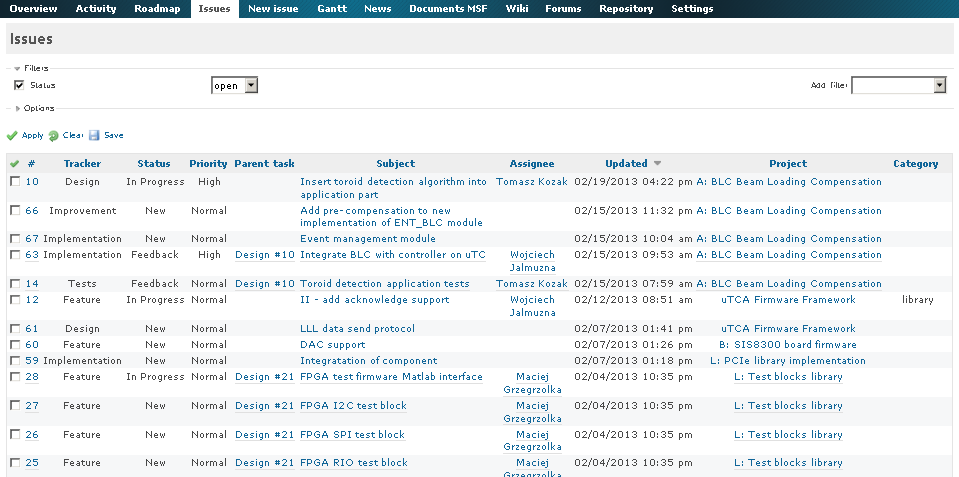 Overview Activity Roadmap Issues New issue Gantt News Documents MSF Wiki Forums Repository Settings
Issues
Filters
Status open Add filter
Options
Apply Clear Save
# Tracker Status Priority Parent task Subject Assignee Updated Project Category
10 Design In Progress High Insert toroid detection algorithm into Tomasz Kozak 02/19/2013 04:22 pm A: BLC Beam Loading Compensation
application part
66 Improvement New Normal Add pre-compensation to new 02/15/2013 11:32 pm A: BLC Beam Loading Compensation
implementation of ENT_BLC module
67 Implementation New Normal Event management module 02/15/2013 10:04 am A: BLC Beam Loading Compensation
63 Implementation Feedback High Design #10 Integrate BLC with controller on uTC Wojciech 02/15/2013 09:53 am A: BLC Beam Loading Compensation
Jalmuzna
14 Tests Feedback Normal Design #10 Toroid detection application tests Tomasz Kozak 02/15/2013 07:59 am A: BLC Beam Loading Compensation
12 Feature In Progress Normal II - add acknowledge support Wojciech 02/12/2013 08:51 am uTCA Firmware Framework library
Jalmuzna
61 Design New Normal LLL data send protocol 02/07/2013 01:41 pm uTCA Firmware Framework
60 Feature New Normal DAC support 02/07/2013 01:26 pm B: SIS8300 board firmware
59 Implementation New Normal Integratation of component 02/07/2013 01:18 pm L: PCIe library implementation
28 Feature In Progress Normal Design #21 FPGA test firmware Matlab interface Maciej 02/04/2013 10:35 pm L: Test blocks library
Grzegrzolka
27 Feature New Normal Design #21 FPGA I2C test block Maciej 02/04/2013 10:35 pm L: Test blocks library
Grzegrzolka
26 Feature New Normal Design #21 FPGA SPI test block Maciej 02/04/2013 10:35 pm L: Test blocks library
Grzegrzolka
25 Feature New Normal Design #21 FPGA RIO test block Maciej 02/04/2013 10:35 pm L: Test blocks library
Grzegrzolka